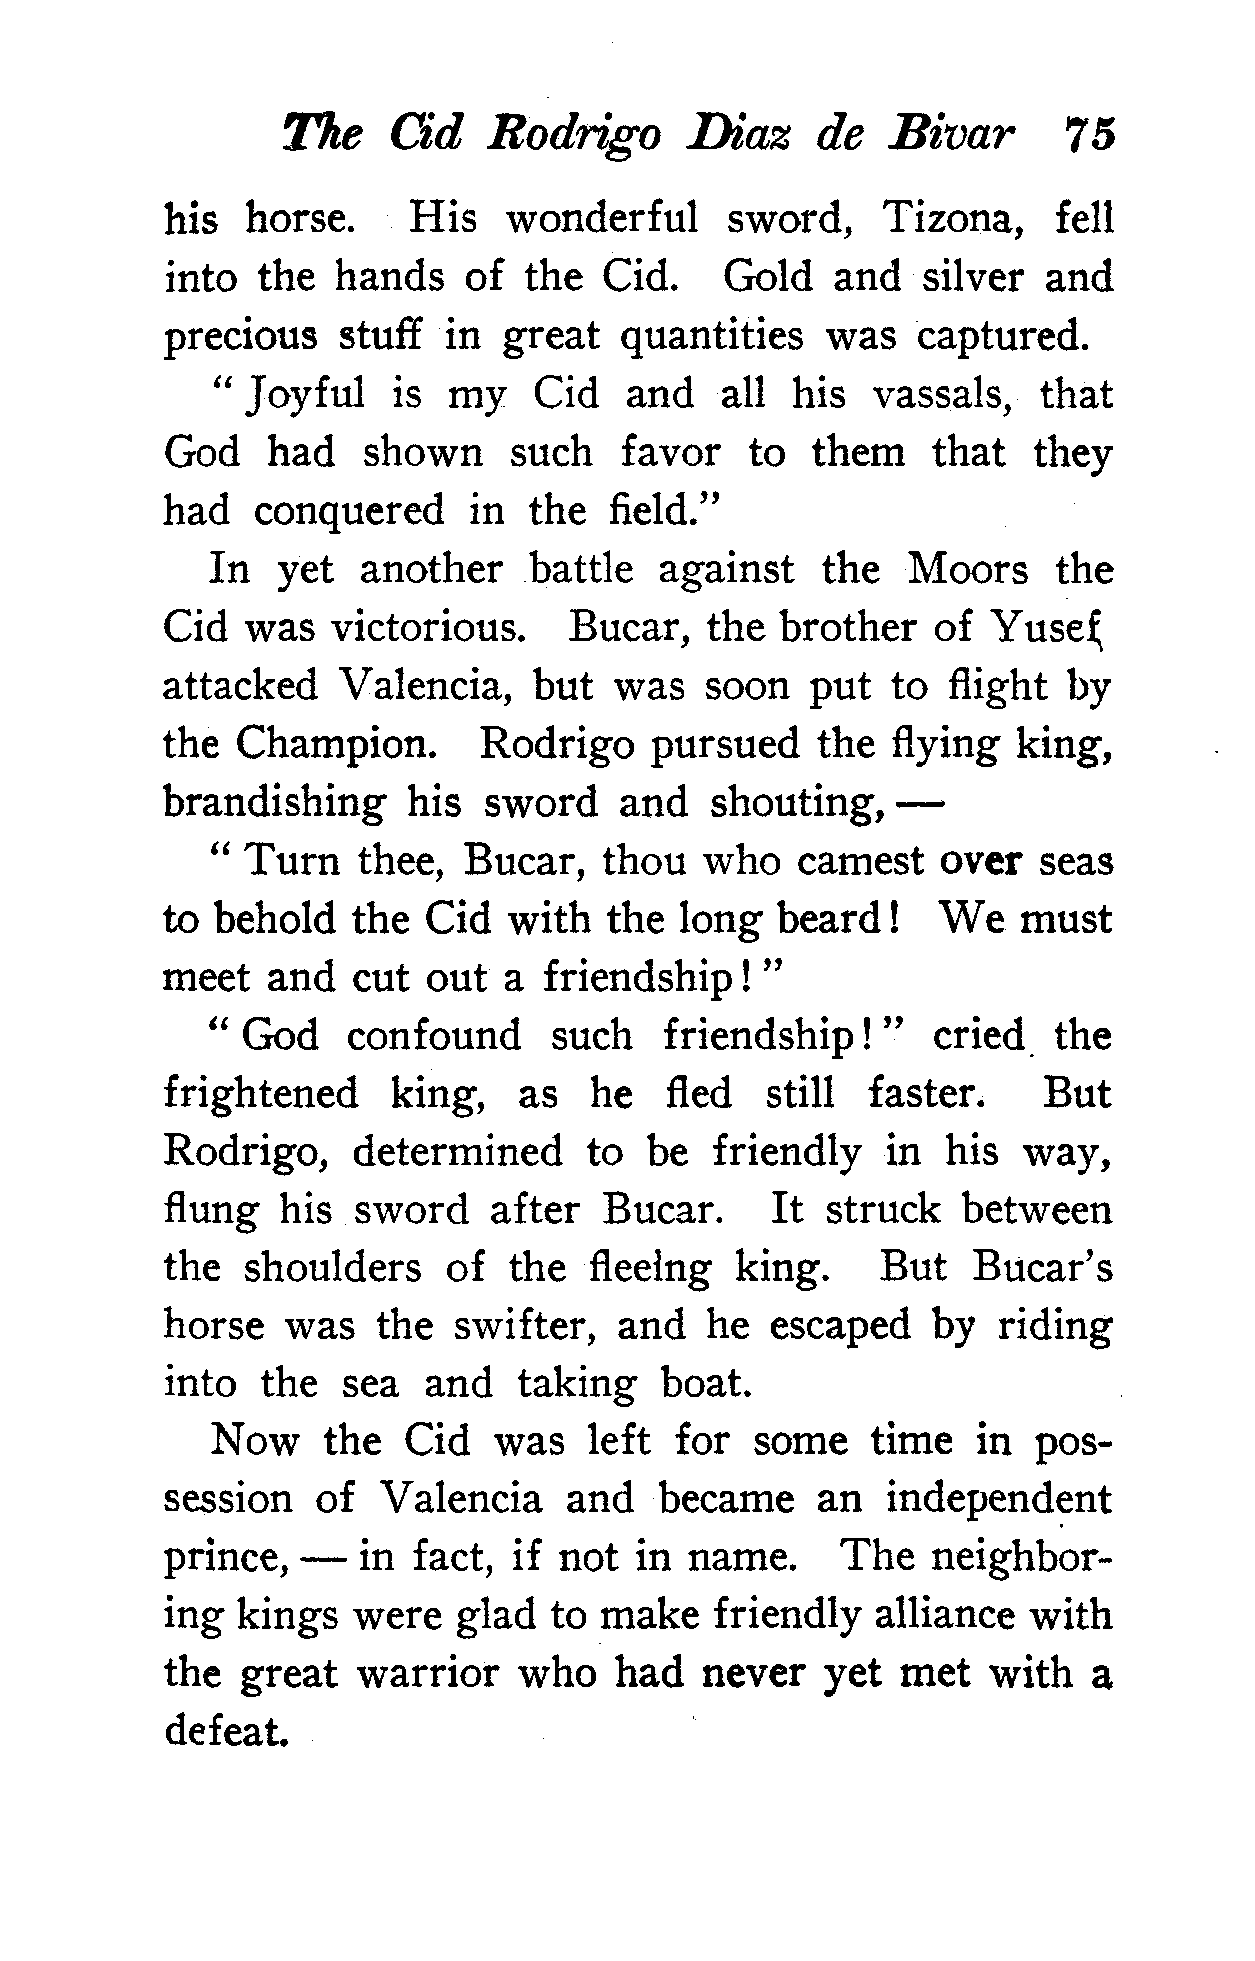 The Cid Rodrigo Diaz de Bivar 75
his horse. His wonderful sword, Tizona, fell
into the hands of the Cid. Gold and silver and
precious stuff in great quantities was captured.
"Joyful is my Cid and all his vassals, that
God had shown such favor to them that they
had conquered in the field."
In yet another battle against the Moors the
Cid was victorious. Bucar, the brother of Yusef,
attacked Valencia, but was soon put to flight by
the Champion. Rodrigo pursued the flying king,
brandishing his sword and shouting, —
"Turn thee, Bucar, thou who camest over seas
to behold the Cid with the long beard! We must
meet and cut out a friendship!"
"God confound such friendship!" cried the
frightened king, as he fled still faster. But
Rodrigo, determined to be friendly in his way,
flung his sword after Bucar. It struck between
the shoulders of the fleeing king. But Bucar's
horse was the swifter, and he escaped by riding
into the sea and taking boat.
Now the Cid was left for some time in pos-
session of Valencia and became an independent
prince, — in fact, if not in name. The neighbor-
ing kings were glad to make friendly alliance with
the great warrior who had never yet met with a
defeat.